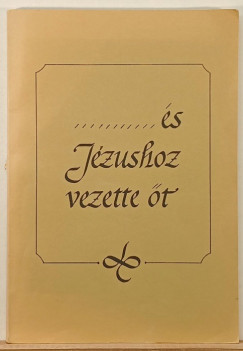 ...........és
Jézushoz
vezette őt